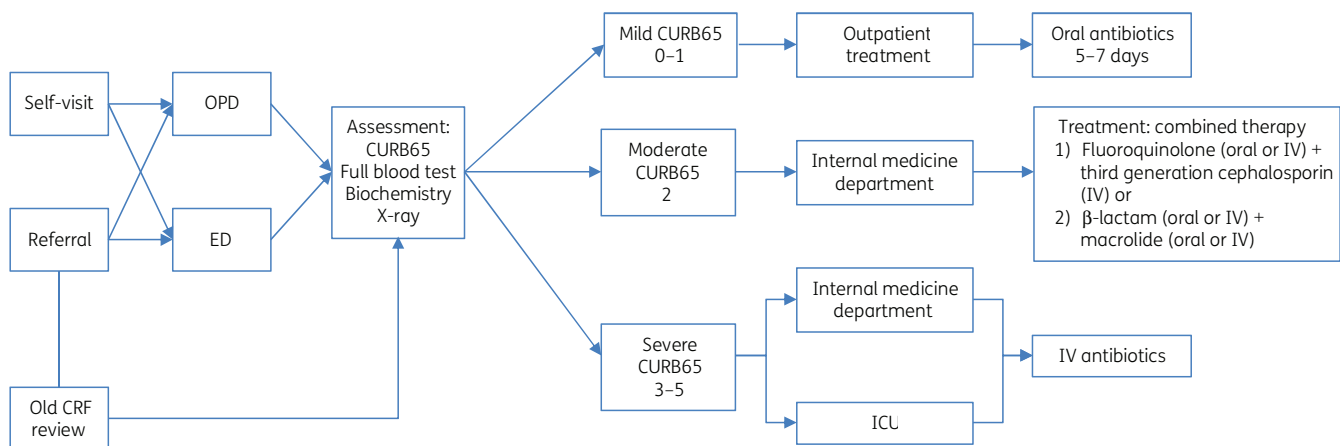 Self-visit
Referral
Old CRF
review
OPD
ED
Assessment:
CURB65
Full blood test
Biochemistry
X-ray
Mild CURB65
0–1
Outpatient
treatment
Oral antibiotics
5–7 days
Moderate
CURB65
2
Internal medicine
department
Treatment: combined therapy
1) Fluoroquinolone (oral or IV) +
third generation cephalosporin
(IV) or
2) β-lactam (oral or IV) +
macrolide (oral or IV)
Severe
CURB65
3–5
Internal medicine
department
ICU
IV antibiotics